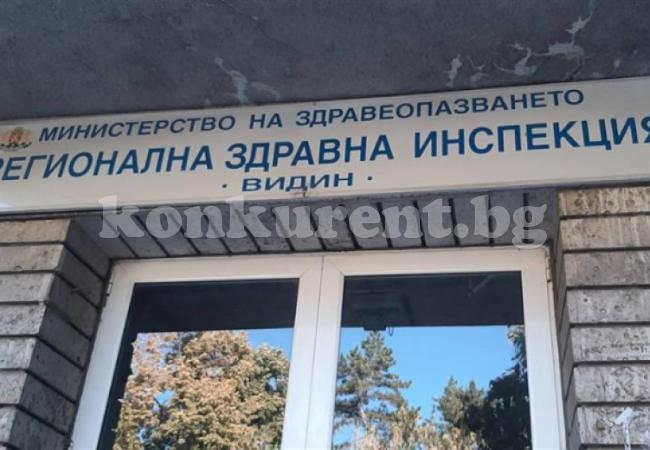 МИНИСТЕРСТВО НА ЗДРАВЕОПАЗВАНЕТО
РЕГИОНАЛНА ЗДРАВНА ИНСПЕКЦИЯ
· ВИДИН ·
konkurent.bg